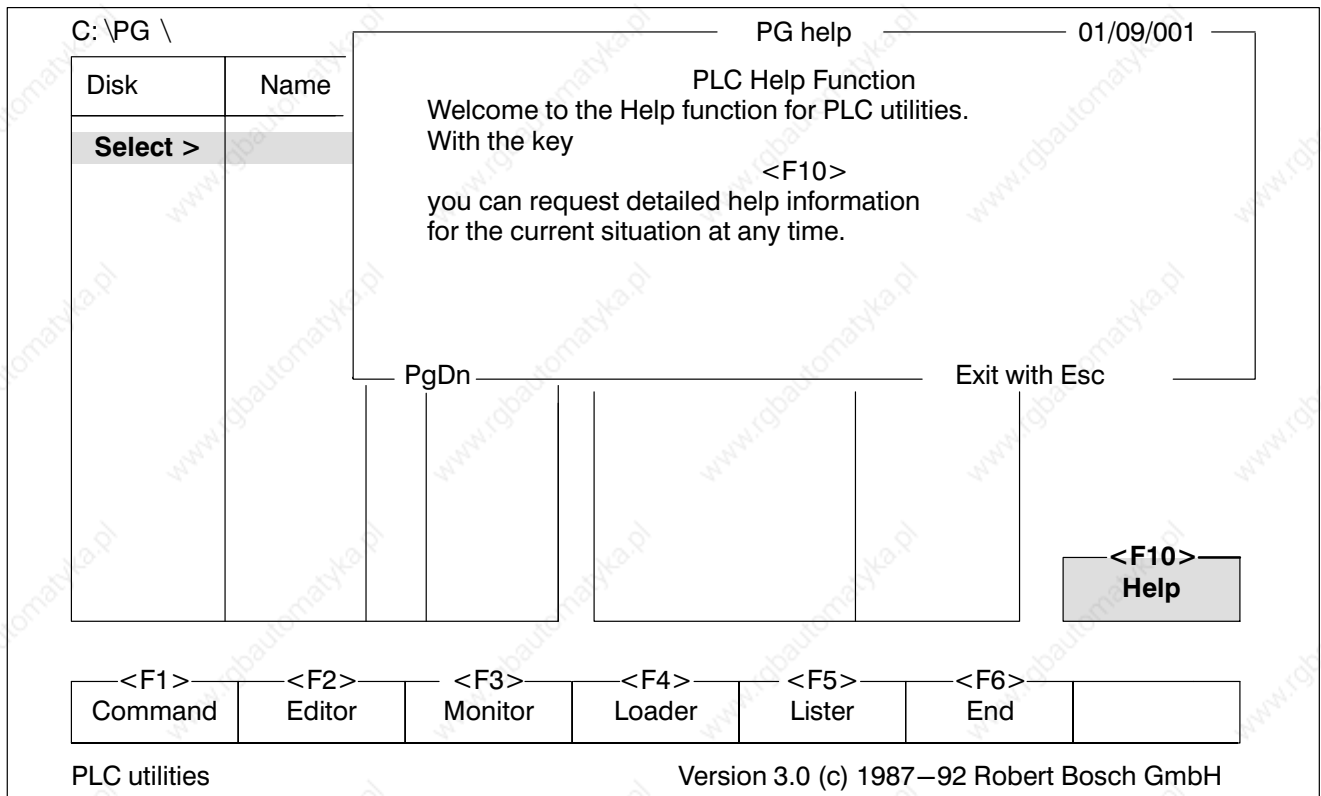 C: \PG \
PG help
01/09/001
Disk
Name
Select >
PLC Help Function
Welcome to the Help function for PLC utilities.
With the key
<F10>
you can request detailed help information
for the current situation at any time.
PgDn
Exit with Esc
<F10>
Help
<F1>
Command
<F2>
Editor
<F3>
Monitor
<F4>
Loader
<F5>
Lister
<F6>
End
PLC utilities
Version 3.0 (c) 1987–92 Robert Bosch GmbH
www.rgbautomatyka.pl